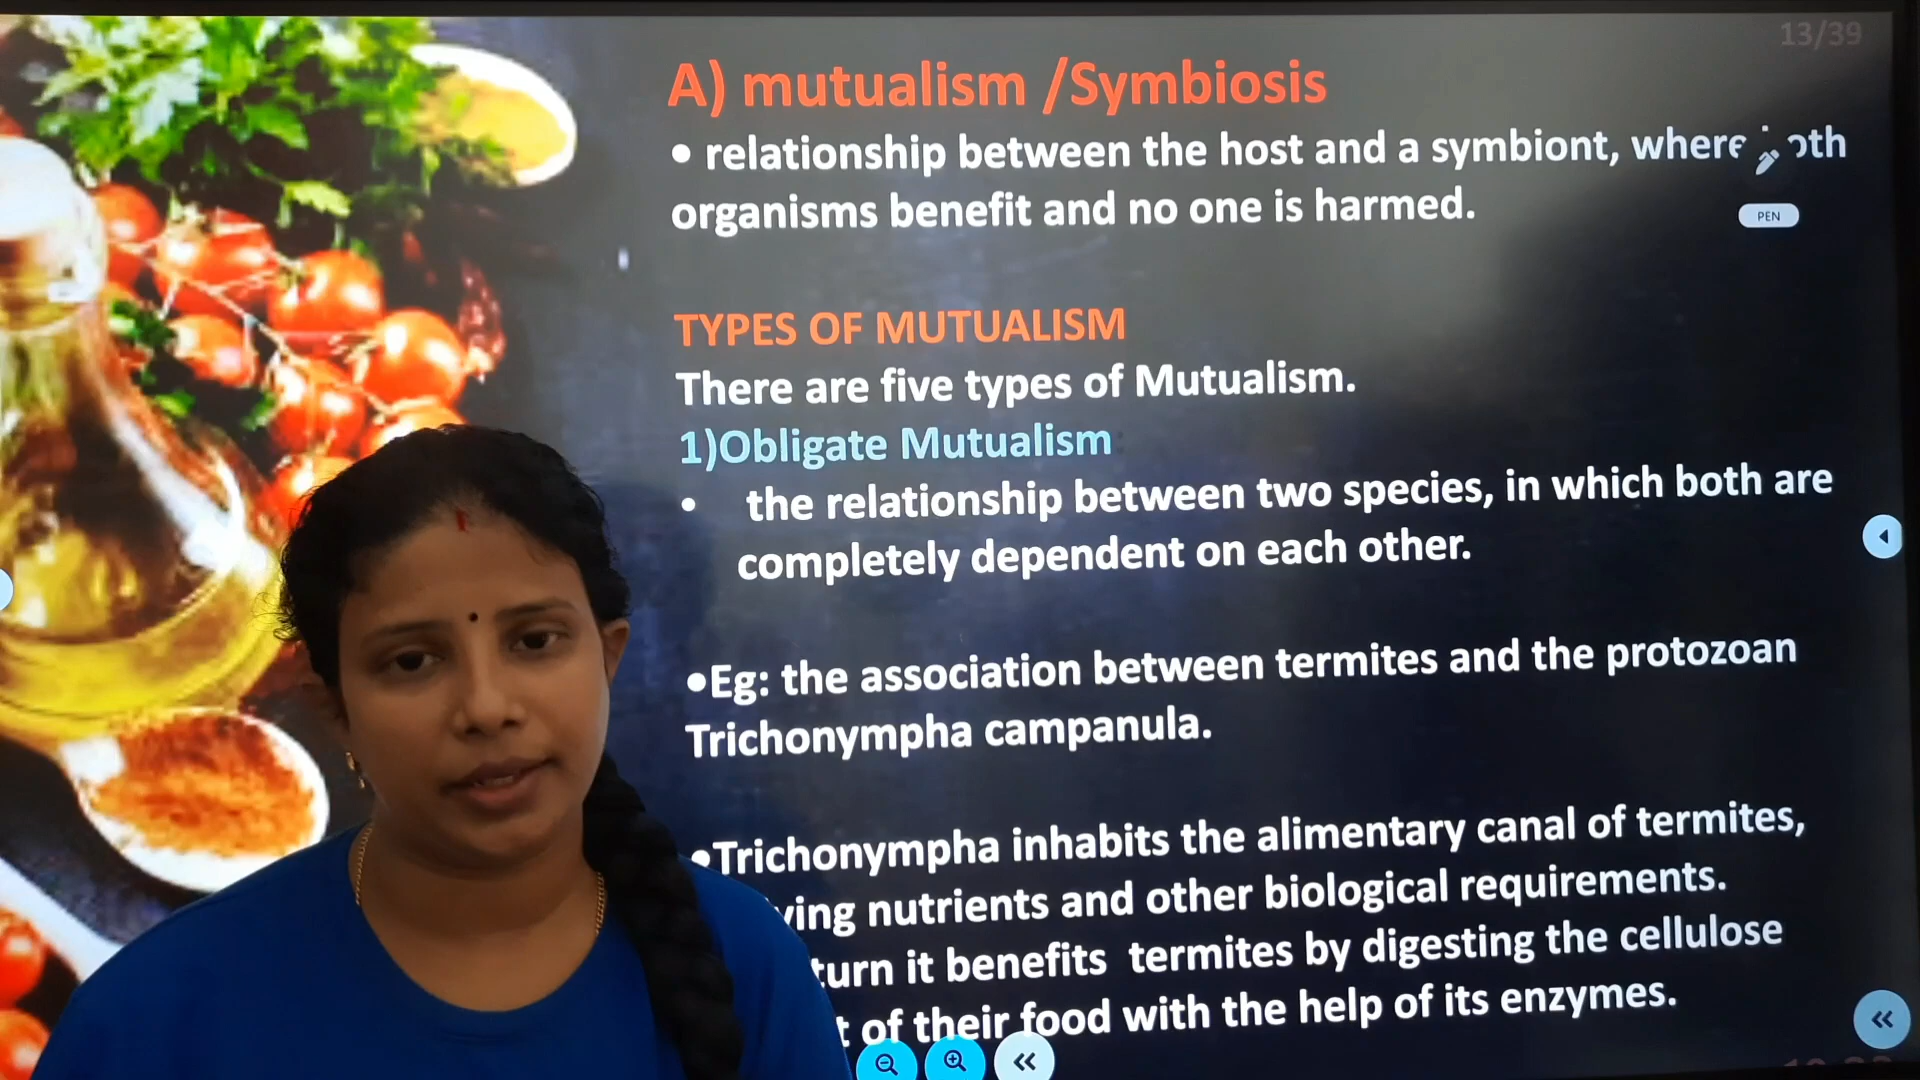 13/39
A) mutualism /Symbiosis
• relationship between the host and a symbiont, where
organisms benefit and no one is harmed.
PEN
TYPES OF MUTUALISM
There are five types of Mutualism.
1)Obligate Mutualism
• the relationship between two species, in which both are
completely dependent on each other.
•Eg: the association between termites and the protozoan
Trichonympha campanula.
•Trichonympha inhabits the alimentary canal of termites,
nutrients and other biological requirements.
it benefits termites by digesting the cellulose
of their food with the help of its enzymes.